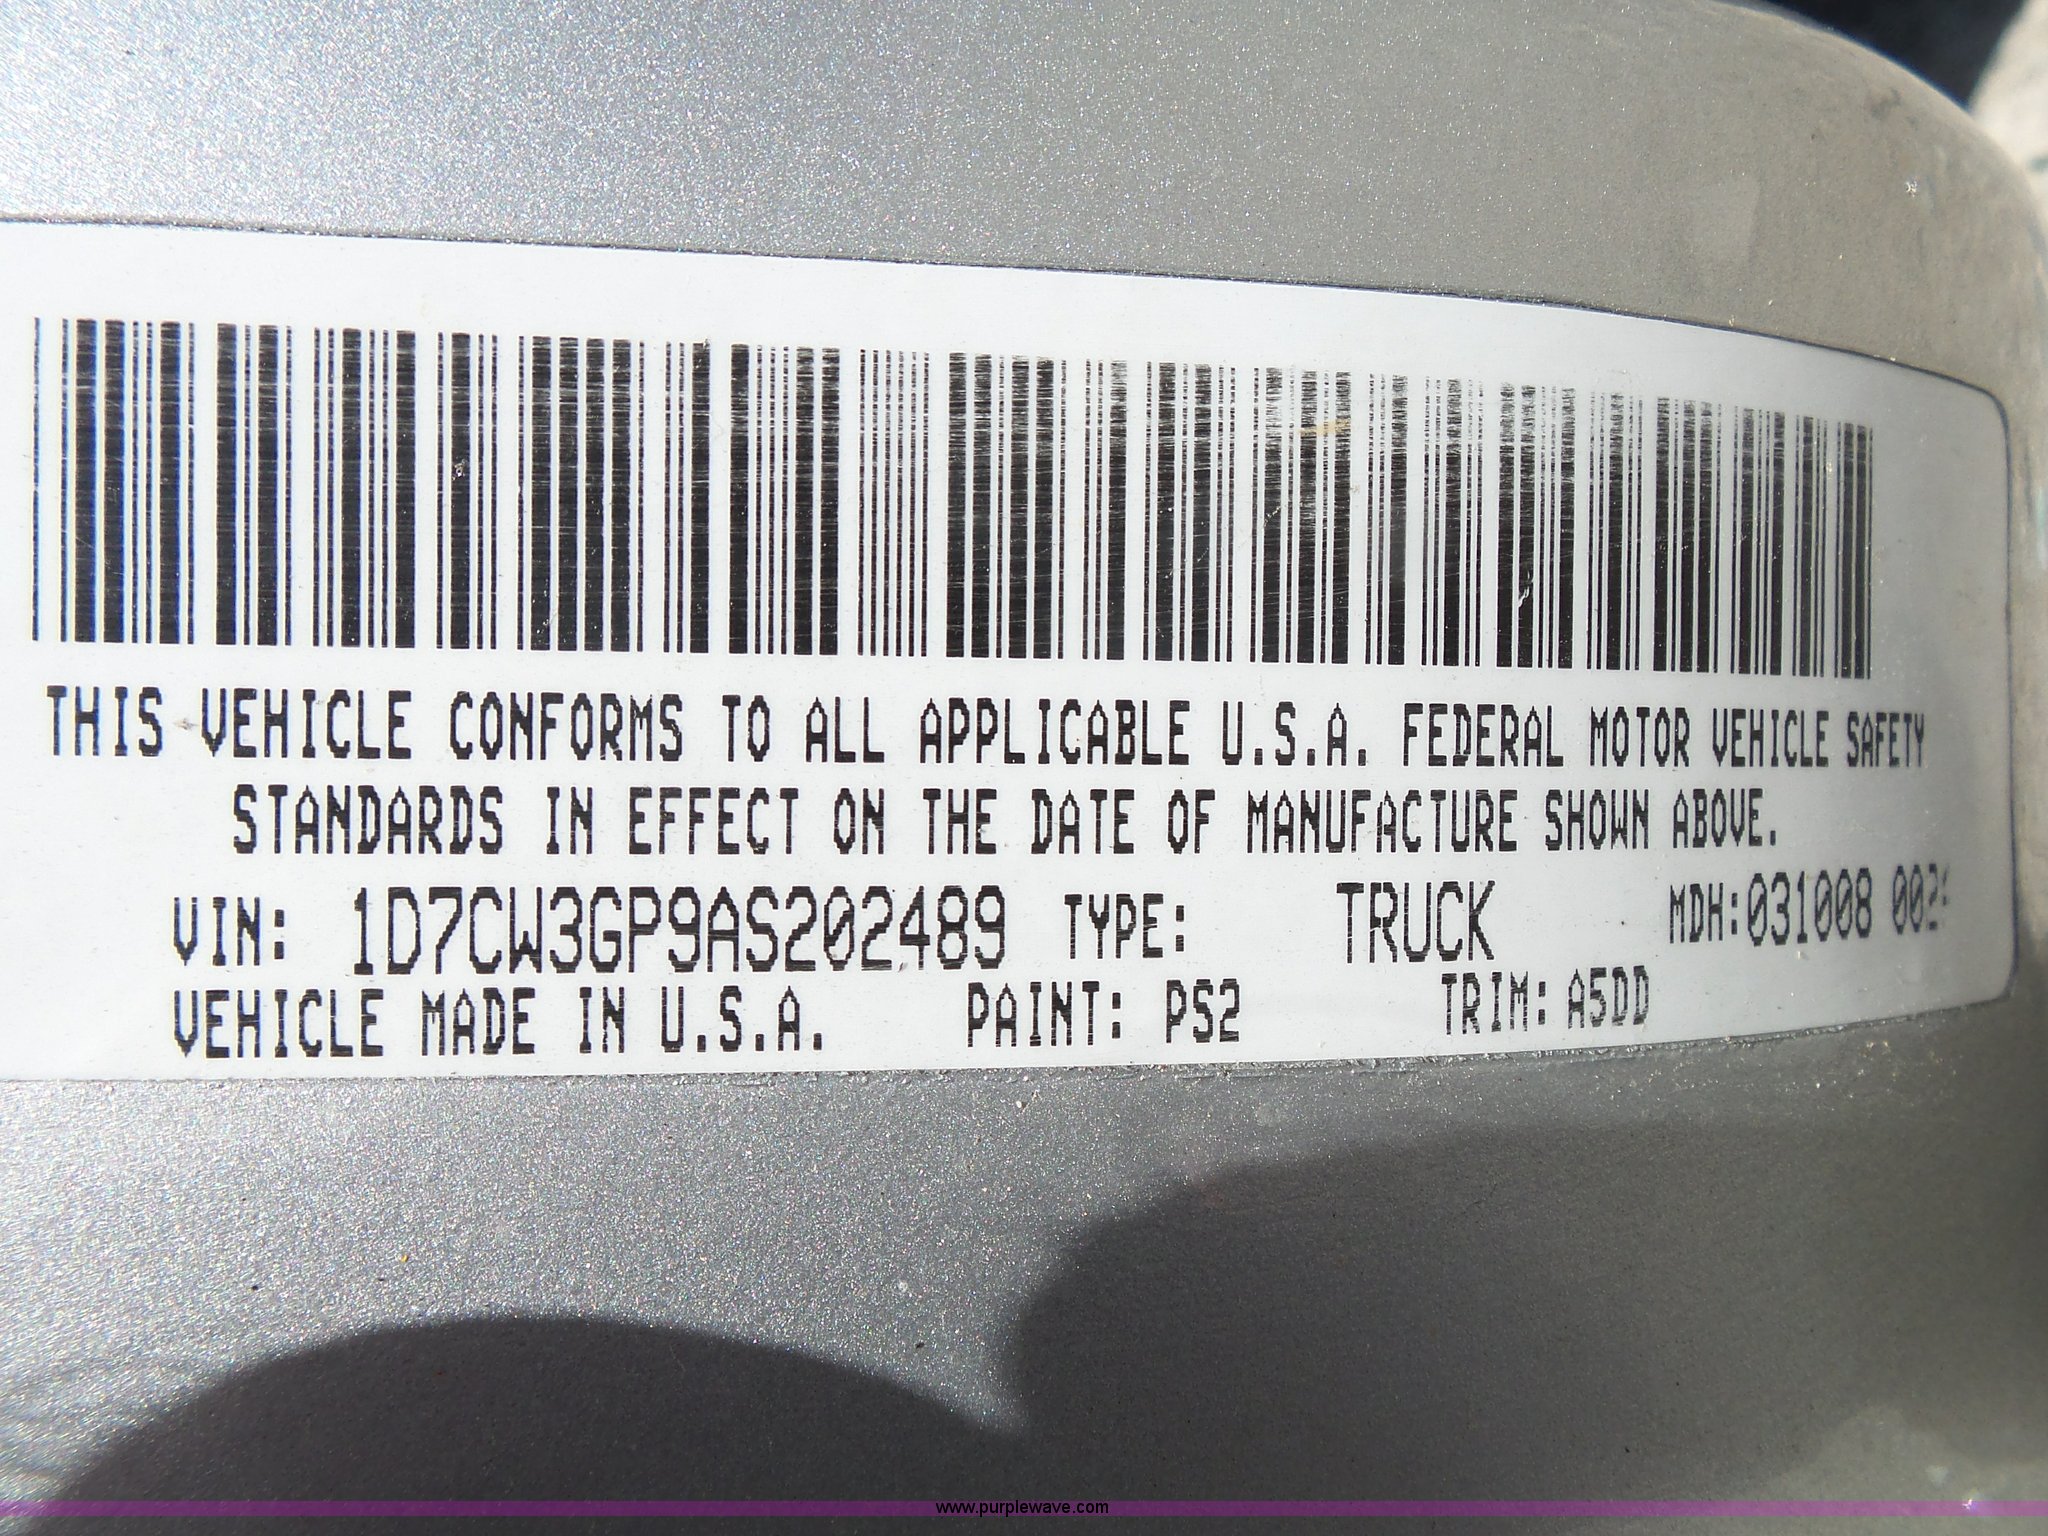 THIS VEHICLE CONFORMS TO ALL APPLICABLE U.S.A. FEDERAL MOTOR VEHICLE SAFETY
STANDARDS IN EFFECT ON THE DATE OF MANUFACTURE SHOWN ABOVE.
VIN: 1D7CW3GP9AS202489 TYPE: TRUCK MDH:031008
VEHICLE MADE IN U.S.A. PAINT: PS2 TRIM: A5DD
www.purplewave.com